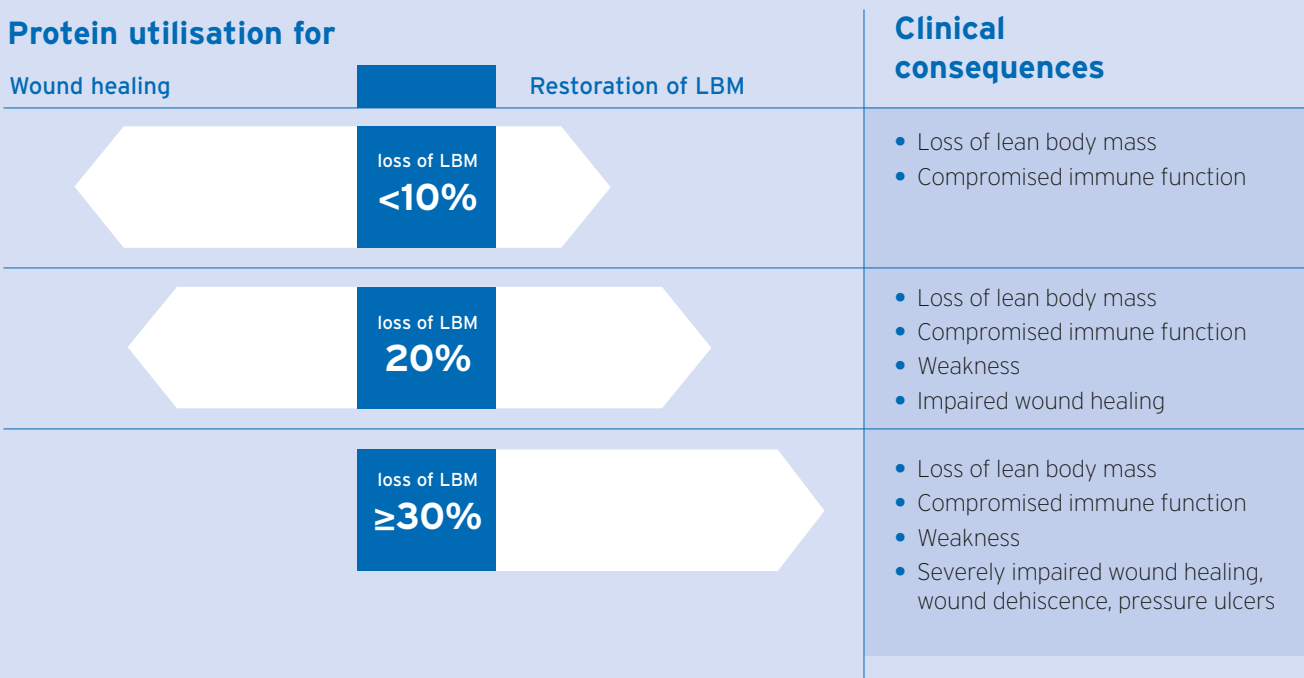 Protein utilisation for
Clinical
consequences
Wound healing
Restoration of LBM
loss of LBM
<10%
• Loss of lean body mass
• Compromised immune function
loss of LBM
20%
• Loss of lean body mass
• Compromised immune function
• Weakness
• Impaired wound healing
loss of LBM
≥30%
• Loss of lean body mass
• Compromised immune function
• Weakness
• Severely impaired wound healing,
wound dehiscence, pressure ulcers